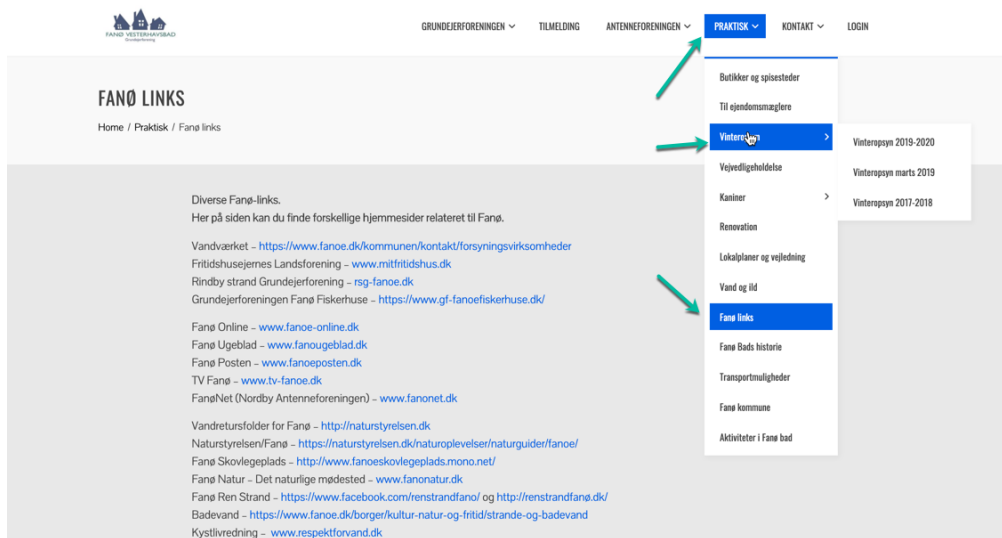 FANØ VESTERHAVSBAD
Grundejerforening
GRUNDEJERFORENINGEN TILMELDING ANTENNEFORENINGEN PRAKTISK KONTAKT LOGIN
FANØ LINKS
Home / Praktisk / Fanø links
Butikker og spisesteder
Til ejendomsmæglere
Vinteropsyn
Vejvedligeholdelse
Kaniner
Renovation
Lokalplaner og vejledning
Vand og ild
Fanø links
Fanø Bads historie
Transportmuligheder
Fanø kommune
Aktiviteter i Fanø bad
Vinteropsyn 2019-2020
Vinteropsyn marts 2019
Vinteropsyn 2017-2018
Diverse Fanø-links.
Her på siden kan du finde forskellige hjemmesider relateret til Fanø.
Vandværket – https://www.fanoe.dk/kommunen/kontakt/forsyningsvirksomheder
Fritidshusejernes Landsforening – www.mitfritidshus.dk
Rindby strand Grundejerforening – rsg-fanoe.dk
Grundejerforeningen Fanø Fiskerhuse – https://www.gf-fanoefiskerhuse.dk/
Fanø Online – www.fanoe-online.dk
Fanø Ugeblad – www.fanougeblad.dk
Fanø Posten – www.fanoeposten.dk
TV Fanø – www.tv-fanoe.dk
FanøNet (Nordby Antenneforeningen) – www.fanonet.dk
Vandretursfolder for Fanø – http://naturstyrelsen.dk
Naturstyrelsen/Fanø – https://naturstyrelsen.dk/naturoplevelser/naturguider/fanoe/
Fanø Skovlegeplads – http://www.fanoeskovlegeplads.mono.net/
Fanø Natur – Det naturlige mødested – www.fanonatur.dk
Fanø Ren Strand – https://www.facebook.com/renstrandfano/ og http://renstrandfanø.dk/
Badevand – https://www.fanoe.dk/borger/kultur-natur-og-fritid/strande-og-badevand
Kystlivredning – www.respektforvand.dk